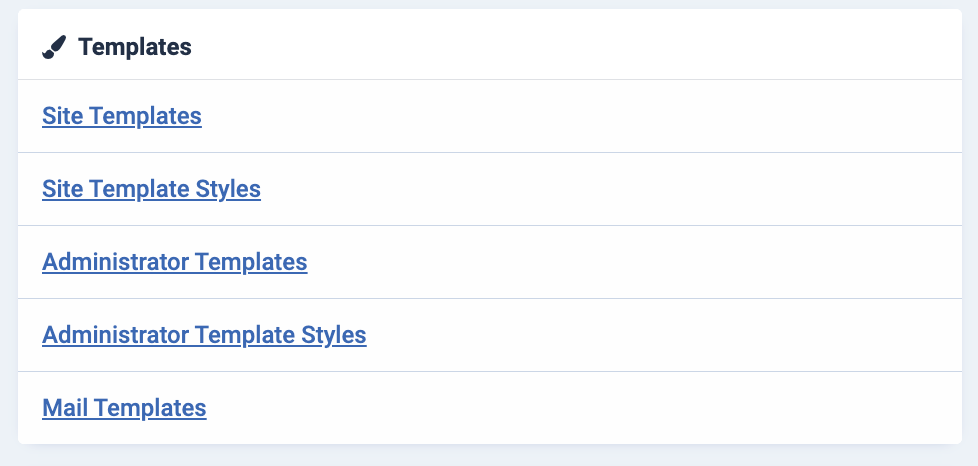 Templates
Site Templates
Site Template Styles
Administrator Templates
Administrator Template Styles
Mail Templates